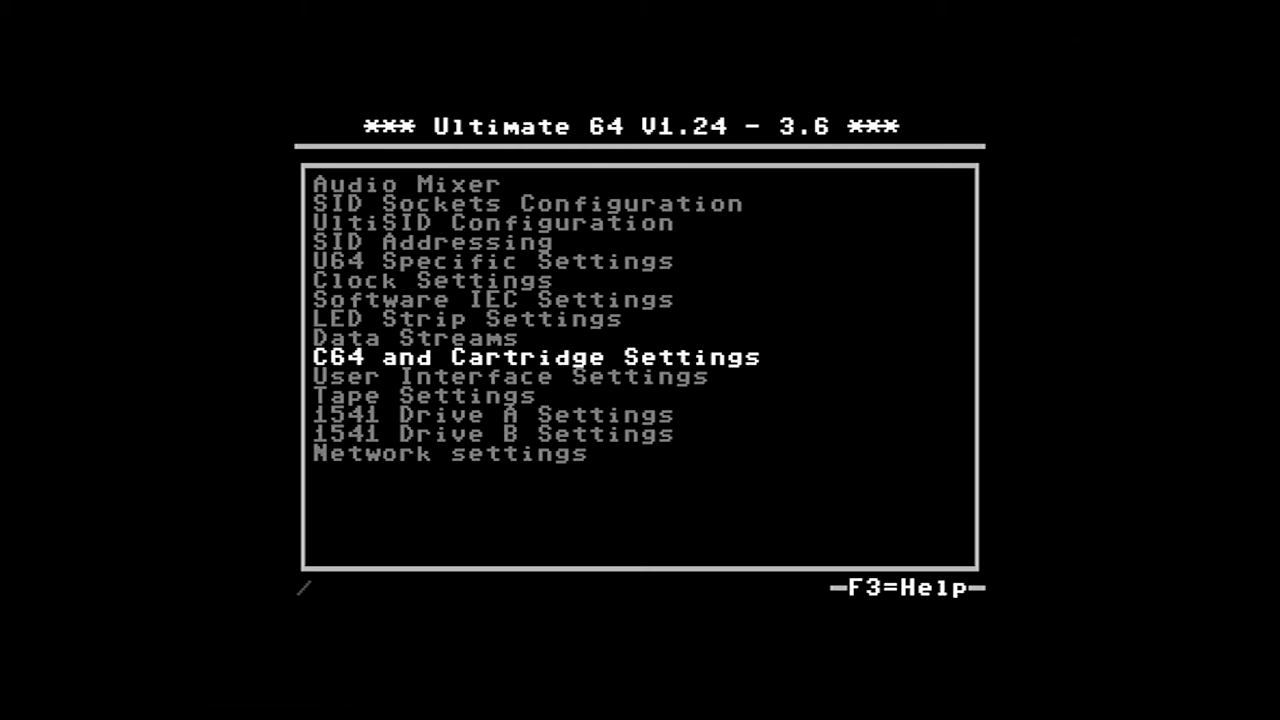 *** Ultimate 64 V1.24 - 3.6 ***
Audio Mixer
SID Sockets Configuration
UltiSID Configuration
SID Addressing
U64 Specific Settings
Clock Settings
Software IEC Settings
LED Strip Settings
Data Streams
C64 and Cartridge Settings
User Interface Settings
Tape Settings
1541 Drive A Settings
1541 Drive B Settings
Network settings
/ —F3=Help—